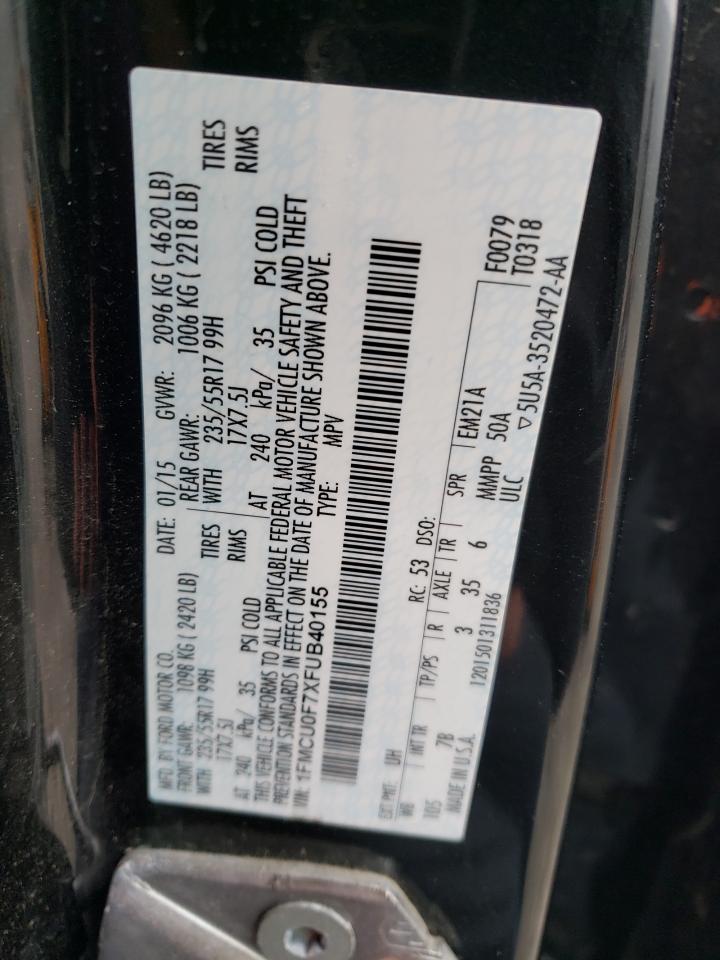 MFD. BY FORD MOTOR CO.
DATE: 01/15 GVWR: 2096 KG ( 4620 LB)
FRONT GAWR: 1098 KG ( 2420 LB)
REAR GAWR: 1006 KG ( 2218 LB)
WITH 235/55R17 99H TIRES
WITH 235/55R17 99H TIRES
17X7.5J RIMS
17X7.5J RIMS
AT 240 kPa/ 35 PSI COLD
AT 240 kPa/ 35 PSI COLD
THIS VEHICLE CONFORMS TO ALL APPLICABLE FEDERAL MOTOR VEHICLE SAFETY AND THEFT
PREVENTION STANDARDS IN EFFECT ON THE DATE OF MANUFACTURE SHOWN ABOVE.
VIN: 1FMCU0F7XFUB40155 TYPE: MPV
EXT PNT: UH RC: 53 DSO:
WB INT TR TP/PS R AXLE TR SPR EM21A F0079
105 7B 3 35 6 MMPP 50A T0318
MADE IN U.S.A. 1201501311836 ULC ▽5U5A-3520472-AA